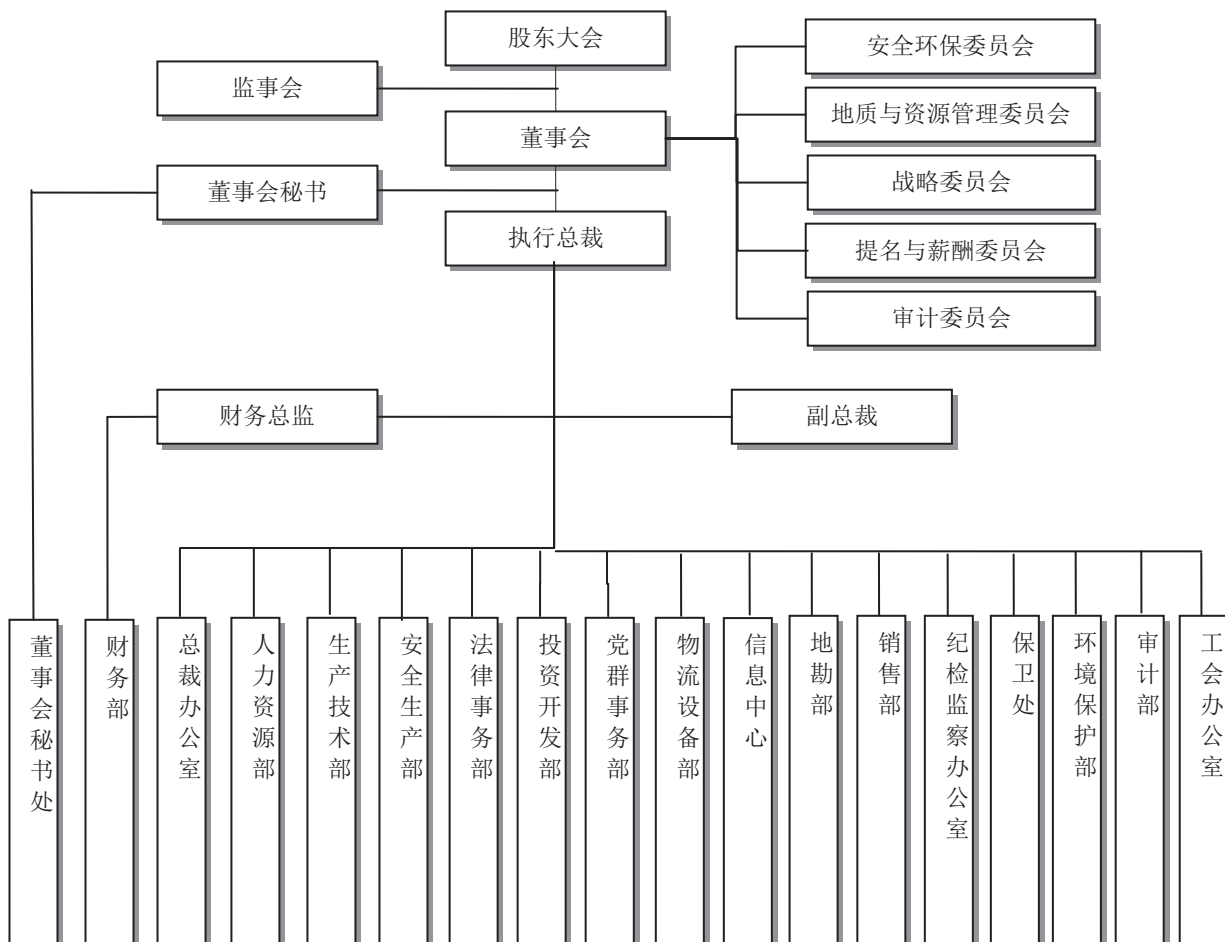 股东大会
安全环保委员会
监事会
地质与资源管理委员会
董事会
董事会秘书
战略委员会
执行总裁
提名与薪酬委员会
审计委员会
财务总监
副总裁
董事会秘书处
财务部
总裁办公室
人力资源部
生产技术部
安全生产部
法律事务部
投资开发部
党群事务部
物流设备部
信息中心
地勘部
销售部
纪检监察办公室
保卫处
环境保护部
审计部
工会办公室